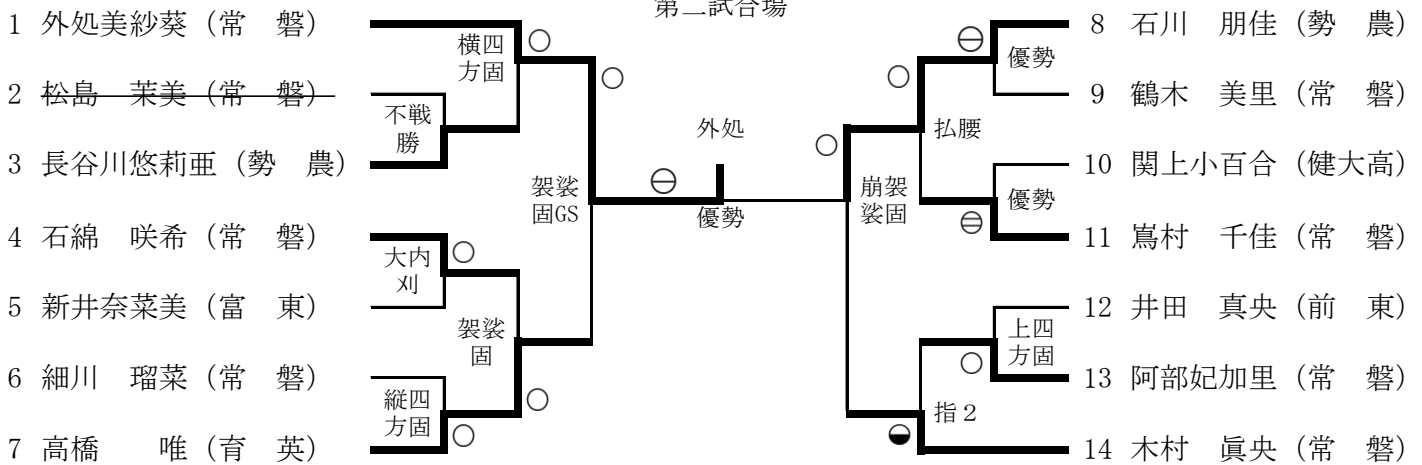 第二試合場
1 外処美紗葵（常　磐）
2 松島　茉美（常　磐）
3 長谷川悠莉亜（勢　農）
4 石綿　咲希（常　磐）
5 新井奈菜美（富　東）
6 細川　瑠菜（常　磐）
7 高橋　　唯（育　英）
横四
方固
不戦
勝
袈裟
固GS
大内
刈
袈裟
固
縦四
方固
外処
優勢
8 石川　朋佳（勢　農）
9 鶴木　美里（常　磐）
10 関上小百合（健大高）
11 嶌村　千佳（常　磐）
12 井田　真央（前　東）
13 阿部妃加里（常　磐）
14 木村　眞央（常　磐）
優勢
払腰
優勢
崩袈
裟固
上四
方固
指２